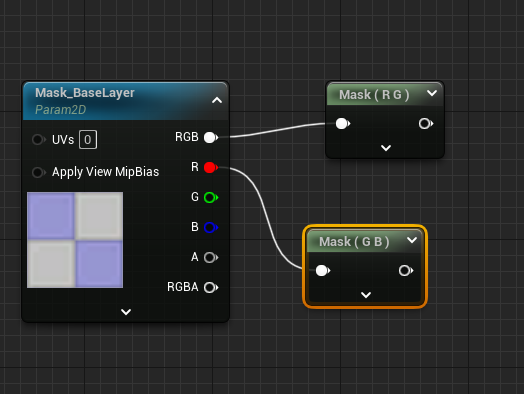 Mask_BaseLayer
Param2D
UVs 0
Apply View MipBias
RGB
R
G
B
A
RGBA
Mask ( R G )
Mask ( G B )